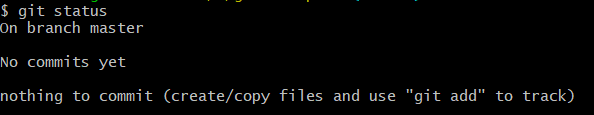 $ git status
On branch master
No commits yet
nothing to commit (create/copy files and use "git add" to track)